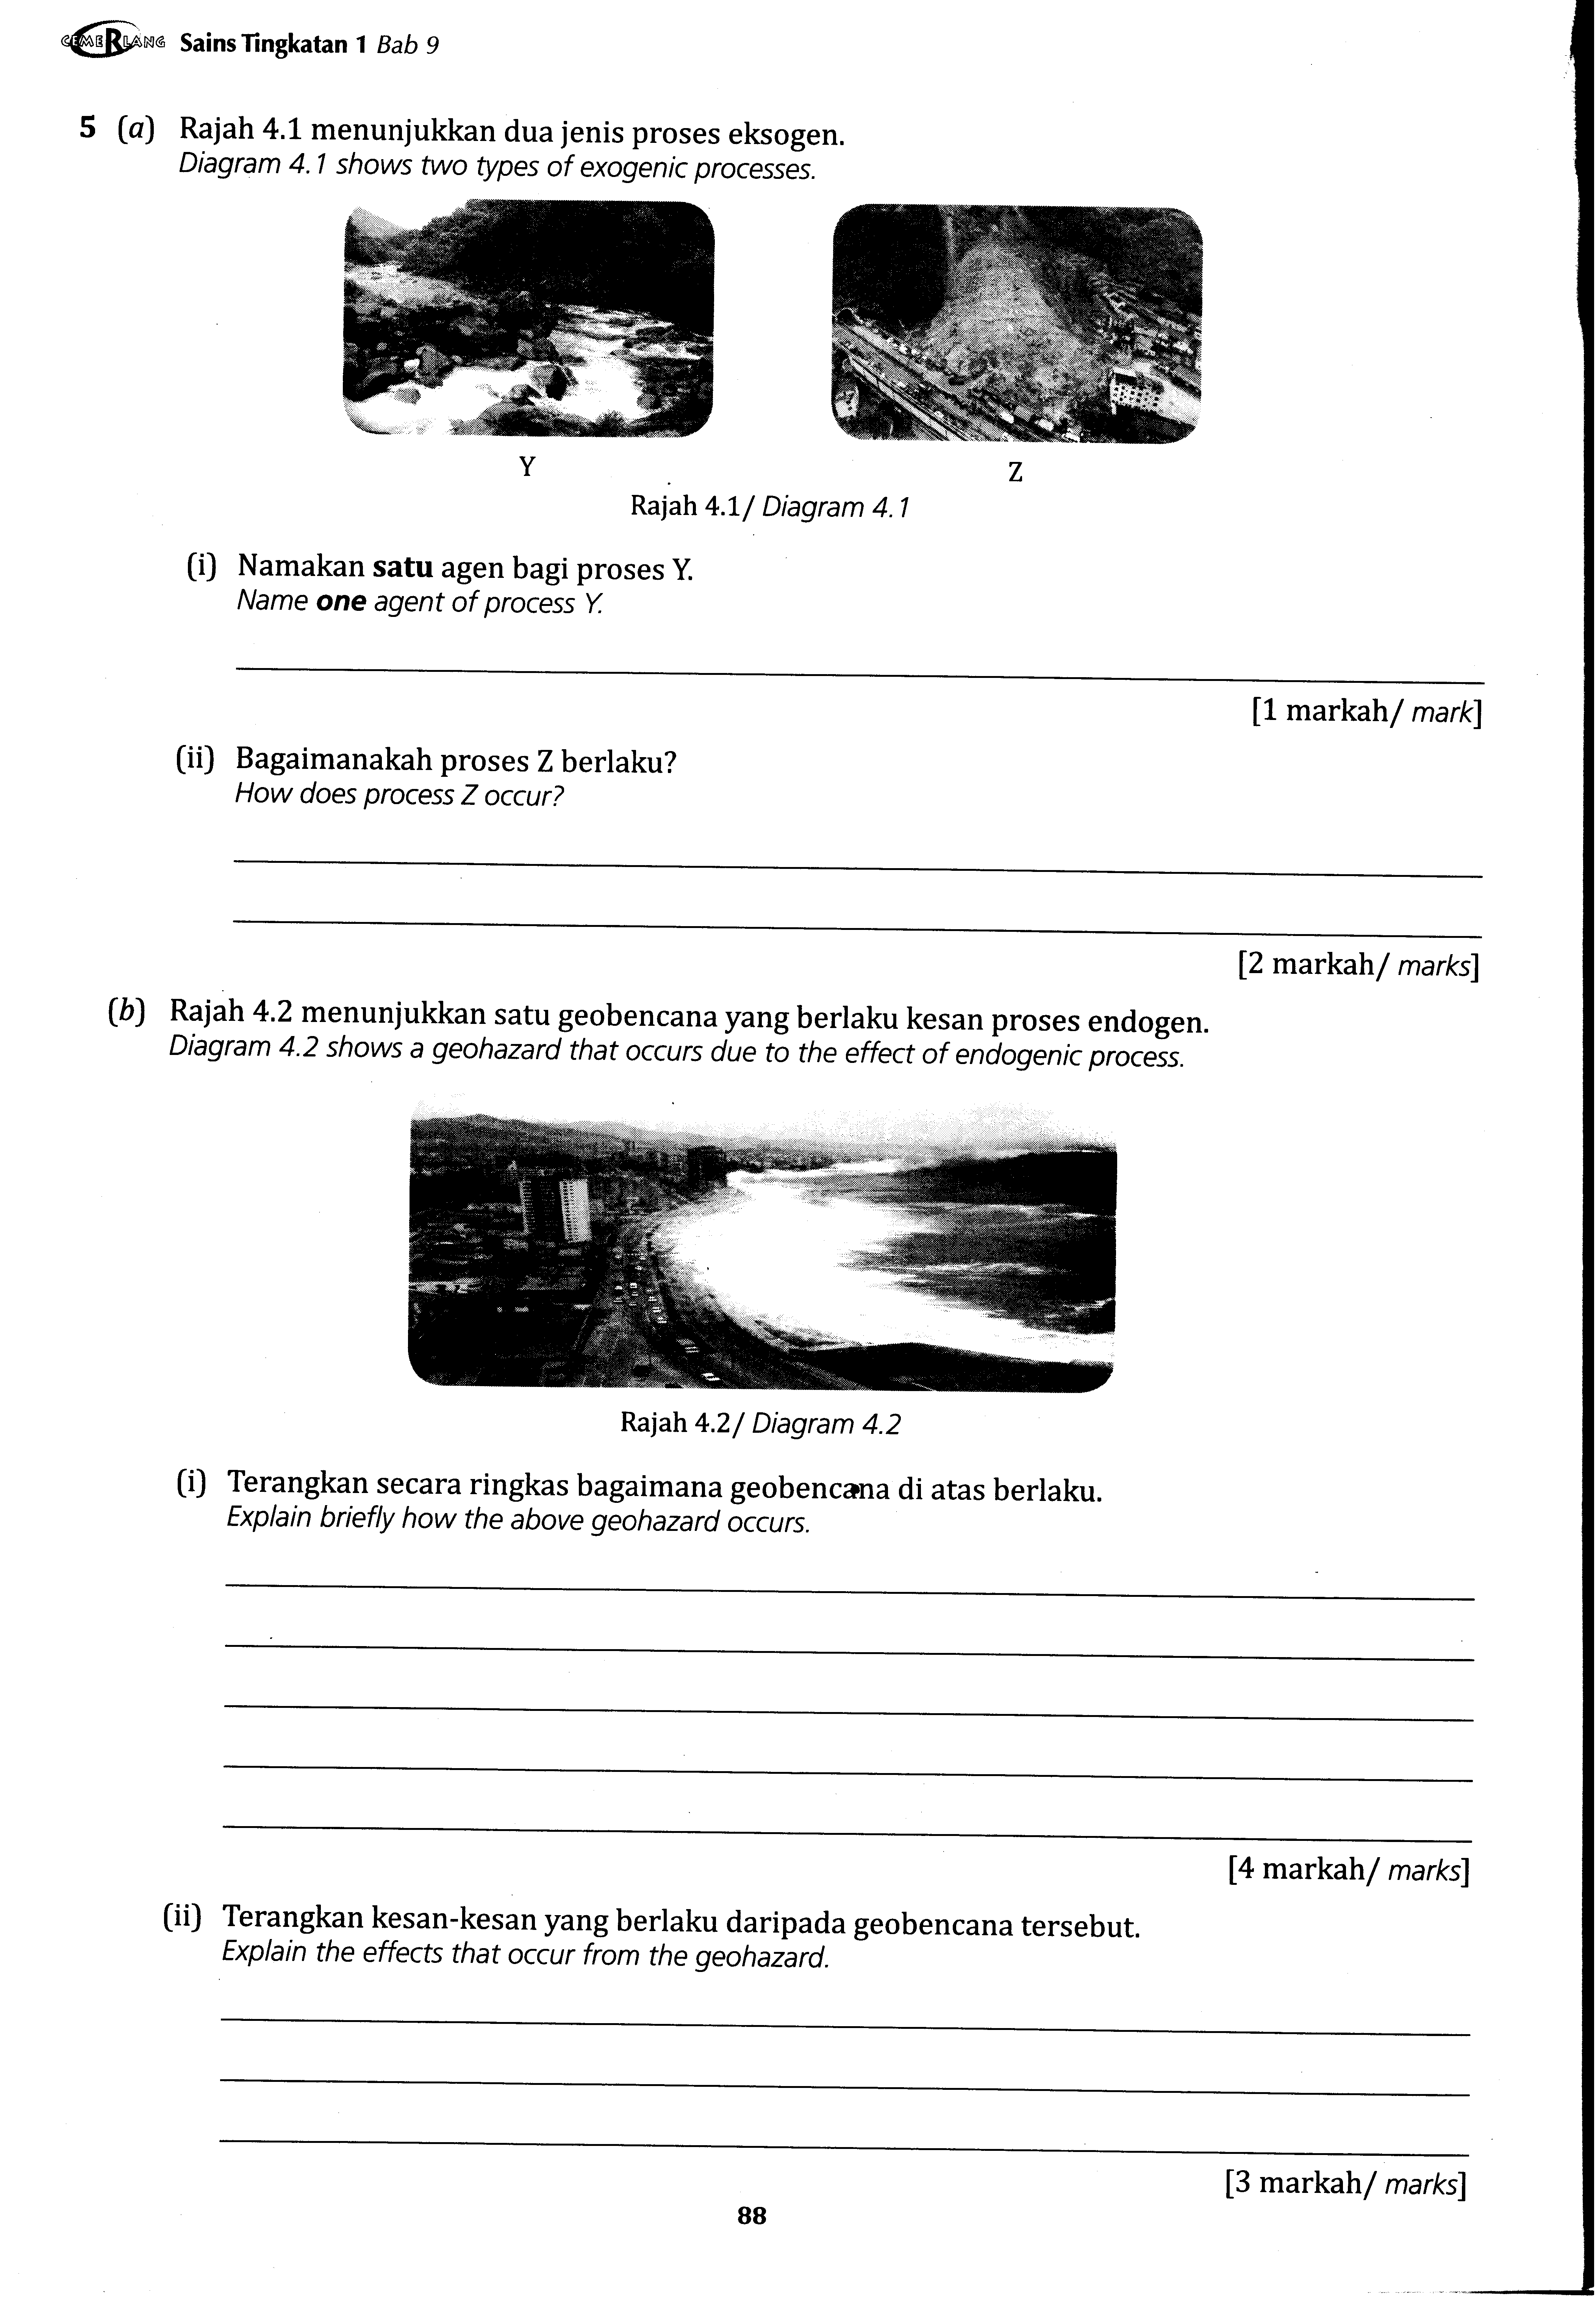 CEMERLANG Sains Tingkatan 1 Bab 9
5 (a) Rajah 4.1 menunjukkan dua jenis proses eksogen.
Diagram 4.1 shows two types of exogenic processes.
Y Z
Rajah 4.1/ Diagram 4.1
(i) Namakan satu agen bagi proses Y.
Name one agent of process Y.
[1 markah/ mark]
(ii) Bagaimanakah proses Z berlaku?
How does process Z occur?
[2 markah/ marks]
(b) Rajah 4.2 menunjukkan satu geobencana yang berlaku kesan proses endogen.
Diagram 4.2 shows a geohazard that occurs due to the effect of endogenic process.
Rajah 4.2/ Diagram 4.2
(i) Terangkan secara ringkas bagaimana geobencana di atas berlaku.
Explain briefly how the above geohazard occurs.
[4 markah/ marks]
(ii) Terangkan kesan-kesan yang berlaku daripada geobencana tersebut.
Explain the effects that occur from the geohazard.
[3 markah/ marks]
88